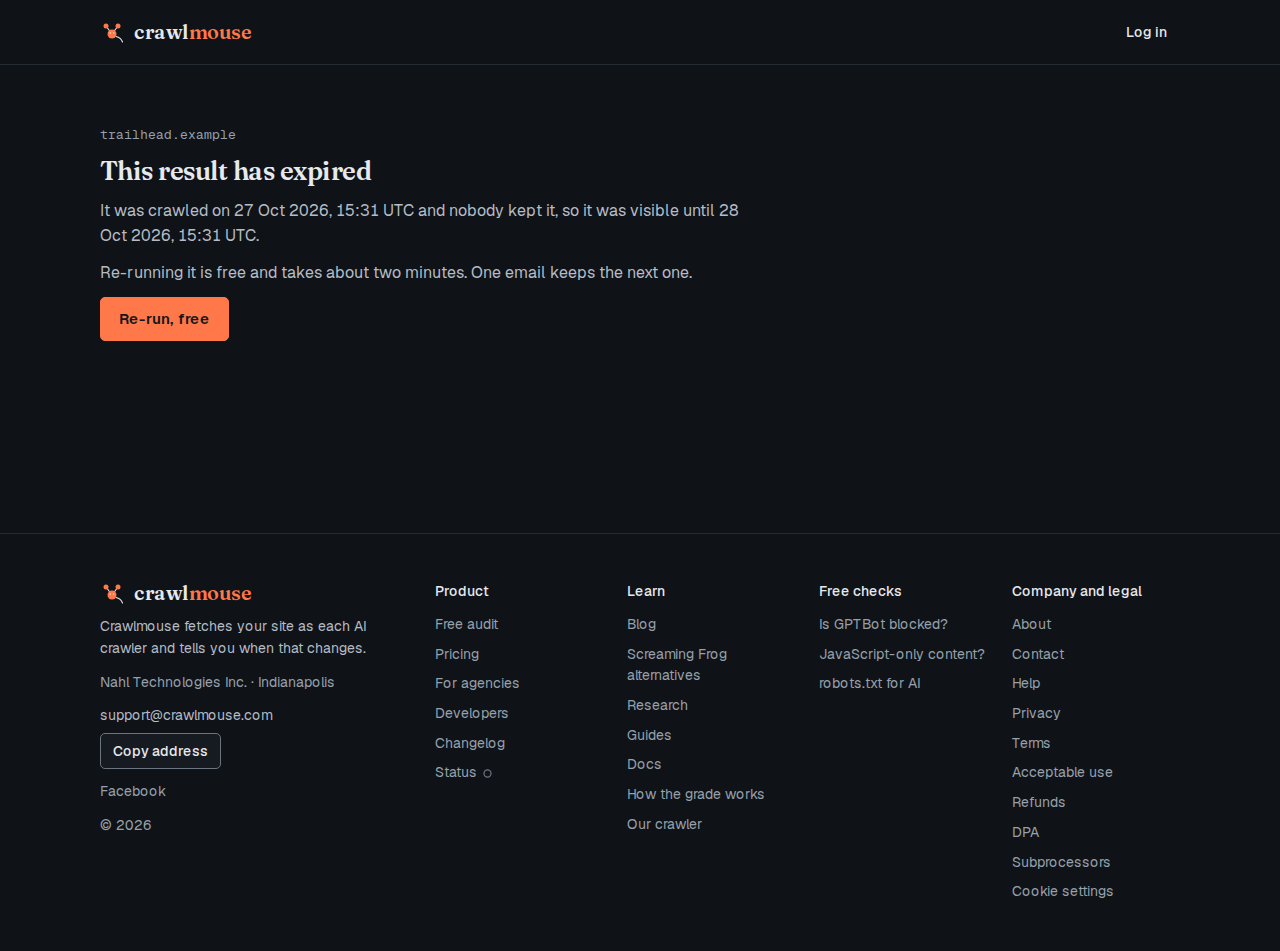 crawlmouse
Log in
trailhead.example
This result has expired
It was crawled on 27 Oct 2026, 15:31 UTC and nobody kept it, so it was visible until 28
Oct 2026, 15:31 UTC.
Re-running it is free and takes about two minutes. One email keeps the next one.
Re-run, free
crawlmouse
Crawlmouse fetches your site as each AI
crawler and tells you when that changes.
Nahl Technologies Inc. · Indianapolis
support@crawlmouse.com
Copy address
Facebook
© 2026
Product
Free audit
Pricing
For agencies
Developers
Changelog
Status
Learn
Blog
Screaming Frog
alternatives
Research
Guides
Docs
How the grade works
Our crawler
Free checks
Is GPTBot blocked?
JavaScript-only content?
robots.txt for AI
Company and legal
About
Contact
Help
Privacy
Terms
Acceptable use
Refunds
DPA
Subprocessors
Cookie settings